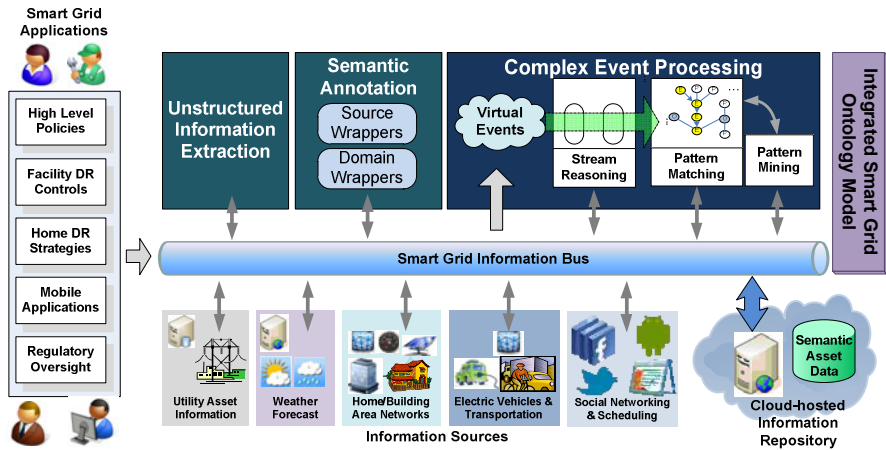 Smart Grid
Applications
High Level
Policies
Facility DR
Controls
Home DR
Strategies
Mobile
Applications
Regulatory
Oversight
Unstructured
Information
Extraction
Semantic
Annotation
Source
Wrappers
Domain
Wrappers
Complex Event Processing
Virtual
Events
Stream
Reasoning
Pattern
Matching
Pattern
Mining
Integrated Smart Grid
Ontology Model
Smart Grid Information Bus
Utility Asset
Information
Weather
Forecast
Home/Building
Area Networks
Electric Vehicles &
Transportation
Social Networking
& Scheduling
Information Sources
Semantic
Asset
Data
Cloud-hosted
Information
Repository